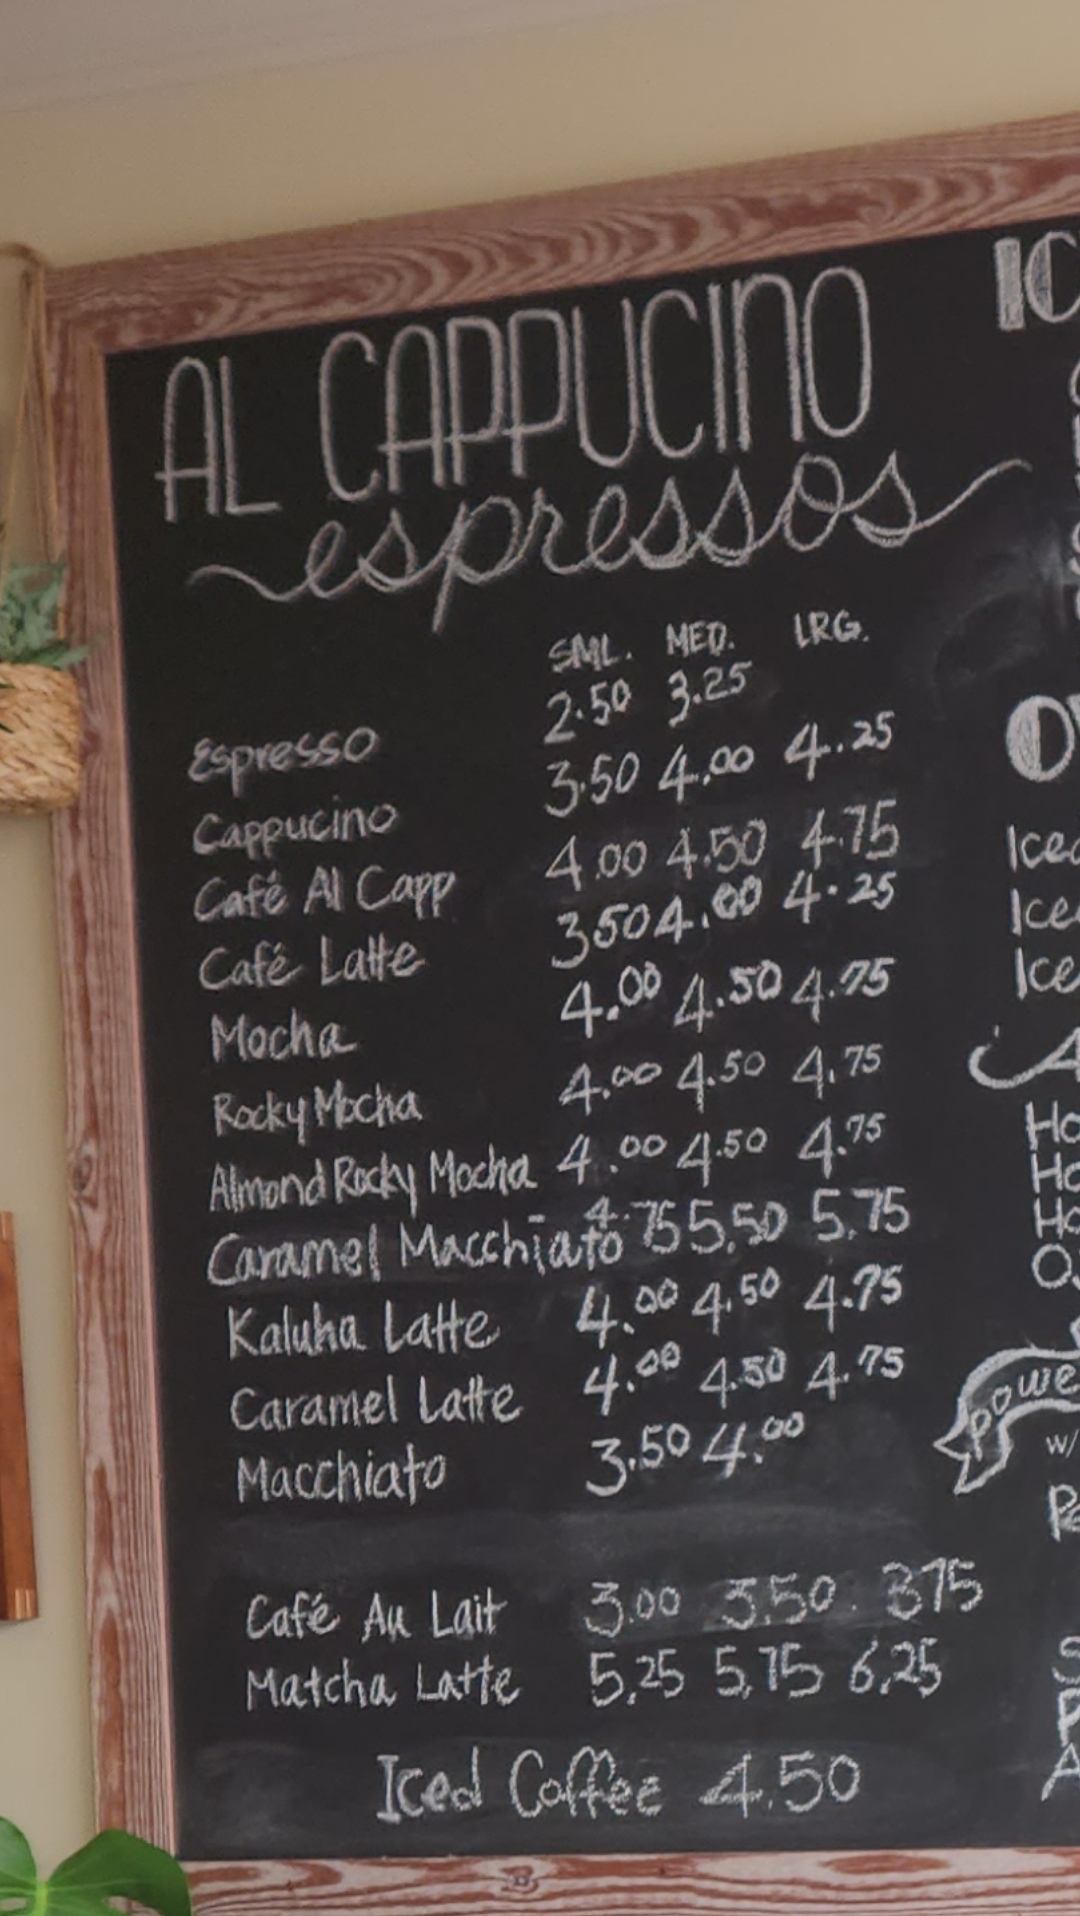 AL CAPPUCINO
espressos
SML. MED. LRG.
Espresso 2.50 3.25
Cappucino 3.50 4.00 4.25
Café Al Capp 4.00 4.50 4.75
Café Latte 3.50 4.00 4.25
Mocha 4.00 4.50 4.75
Rocky Mocha 4.00 4.50 4.75
Almond Rocky Mocha 4.00 4.50 4.75
Caramel Macchiato 4.75 5.50 5.75
Kaluha Latte 4.00 4.50 4.75
Caramel Latte 4.00 4.50 4.75
Macchiato 3.50 4.00
Café Au Lait 3.00 3.50 3.75
Matcha Latte 5.25 5.75 6.25
Iced Coffee 4.50
Iced
w/